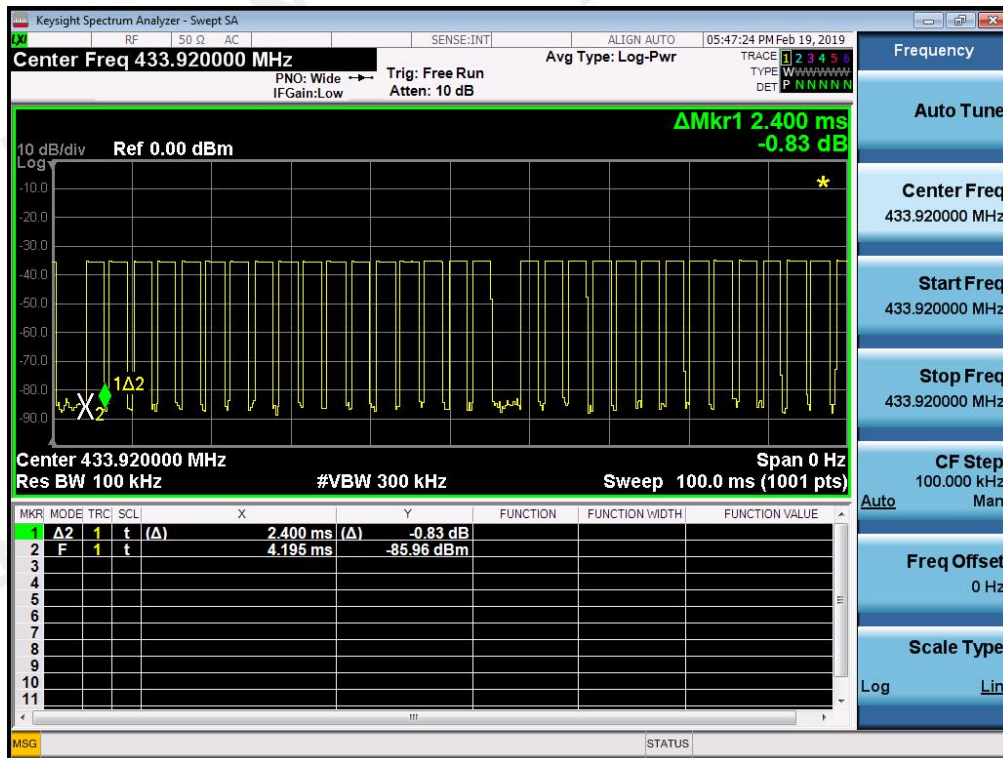 Keysight Spectrum Analyzer - Swept SA
LXI RF 50 Ω AC SENSE:INT ALIGN AUTO 05:47:24 PM Feb 19, 2019
Center Freq 433.920000 MHz
PNO: Wide
IFGain:Low
Trig: Free Run
Atten: 10 dB
Avg Type: Log-Pwr
TRACE 1 2 3 4 5 6
TYPE WWWWWW
DET P N N N N N
ΔMkr1 2.400 ms
-0.83 dB
10 dB/div Ref 0.00 dBm
Log
-10.0
-20.0
-30.0
-40.0
-50.0
-60.0
-70.0
-80.0
-90.0
1Δ2
X2
Center 433.920000 MHz Span 0 Hz
Res BW 100 kHz #VBW 300 kHz Sweep 100.0 ms (1001 pts)
MKR MODE TRC SCL X Y FUNCTION FUNCTION WIDTH FUNCTION VALUE
1 Δ2 1 t (Δ) 2.400 ms (Δ) -0.83 dB
2 F 1 t 4.195 ms -85.96 dBm
3
4
5
6
7
8
9
10
11
MSG STATUS
Frequency
Auto Tune
Center Freq
433.920000 MHz
Start Freq
433.920000 MHz
Stop Freq
433.920000 MHz
CF Step
100.000 kHz
Auto Man
Freq Offset
0 Hz
Scale Type
Log Lin